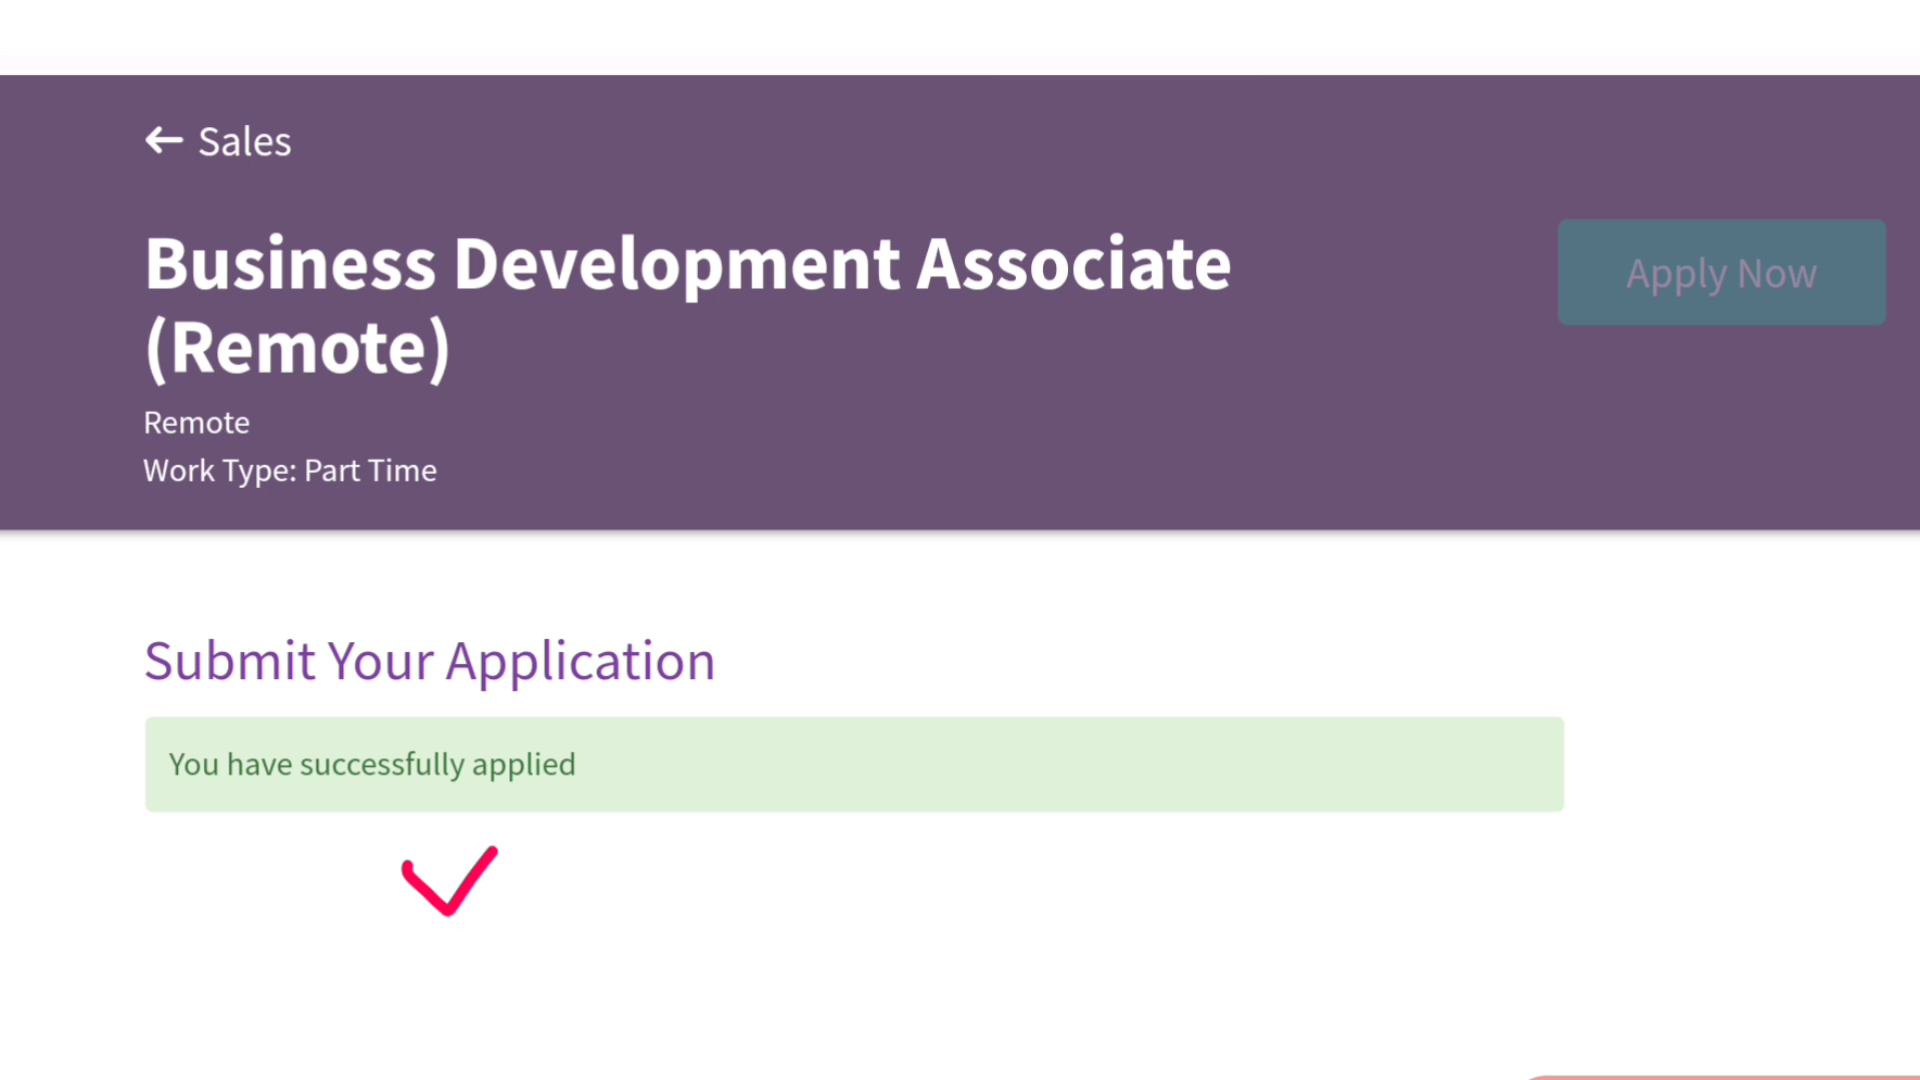 Sales
Business Development Associate
(Remote)
Apply Now
Remote
Work Type: Part Time
Submit Your Application
You have successfully applied